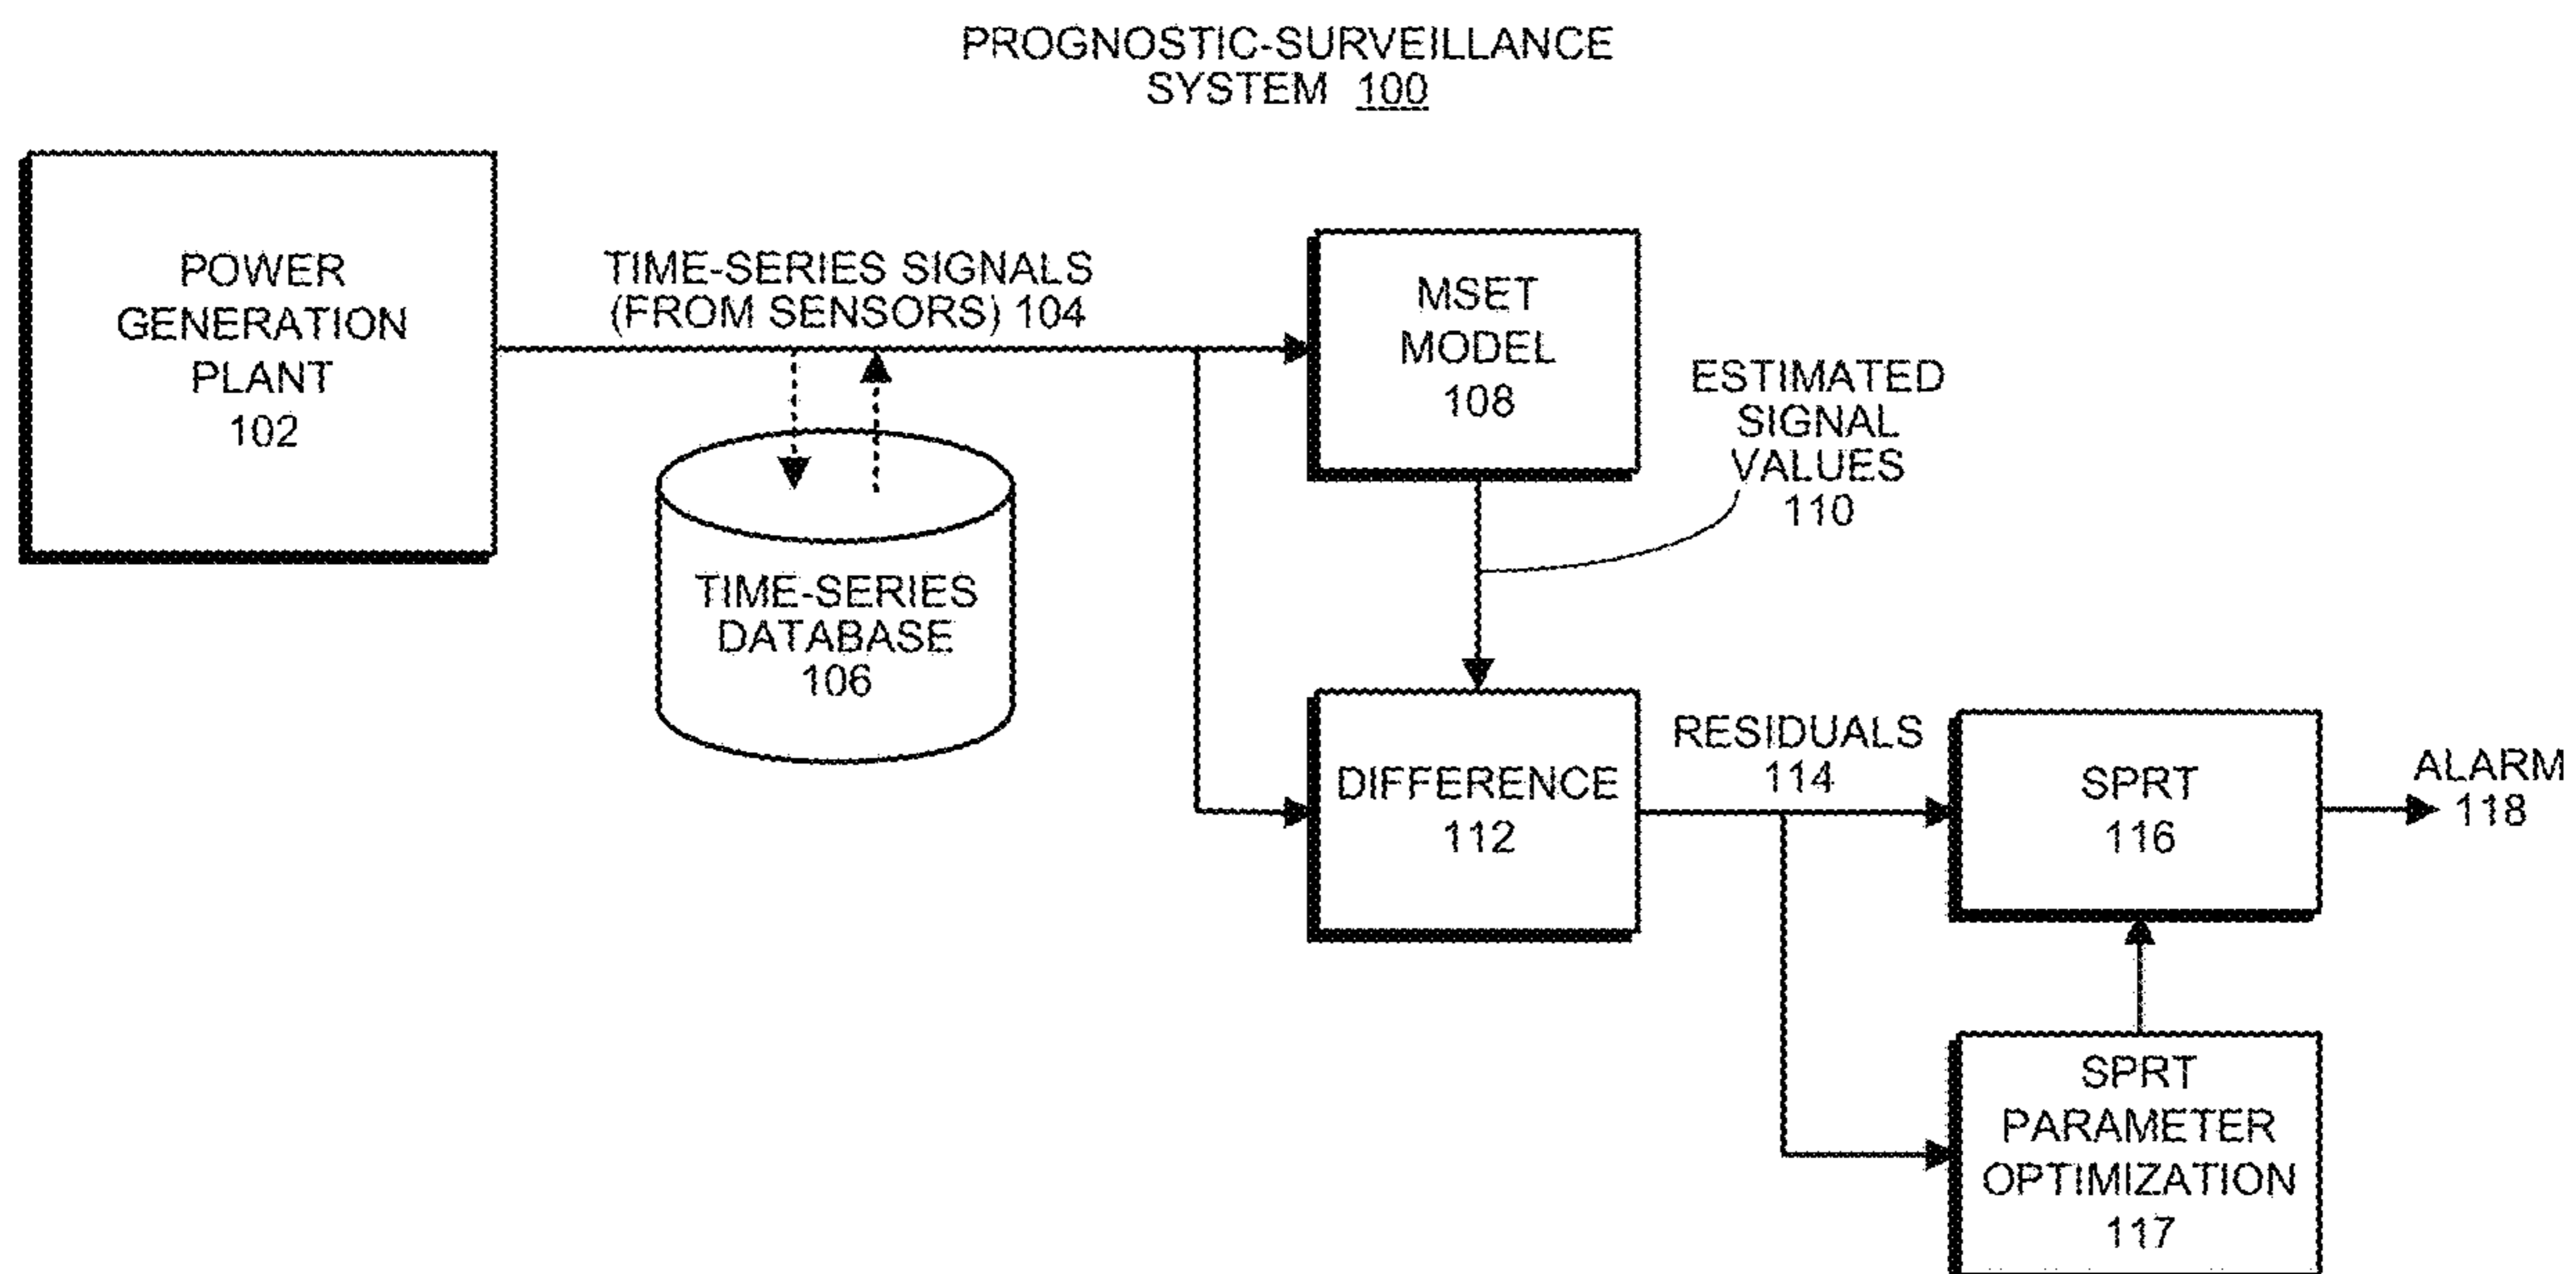 PROGNOSTIC-SURVEILLANCE
SYSTEM 100
POWER
GENERATION
PLANT
102
TIME-SERIES SIGNALS
(FROM SENSORS) 104
TIME-SERIES
DATABASE
106
MSET
MODEL
108
ESTIMATED
SIGNAL
VALUES
110
DIFFERENCE
112
RESIDUALS
114
SPRT
116
ALARM
118
SPRT
PARAMETER
OPTIMIZATION
117